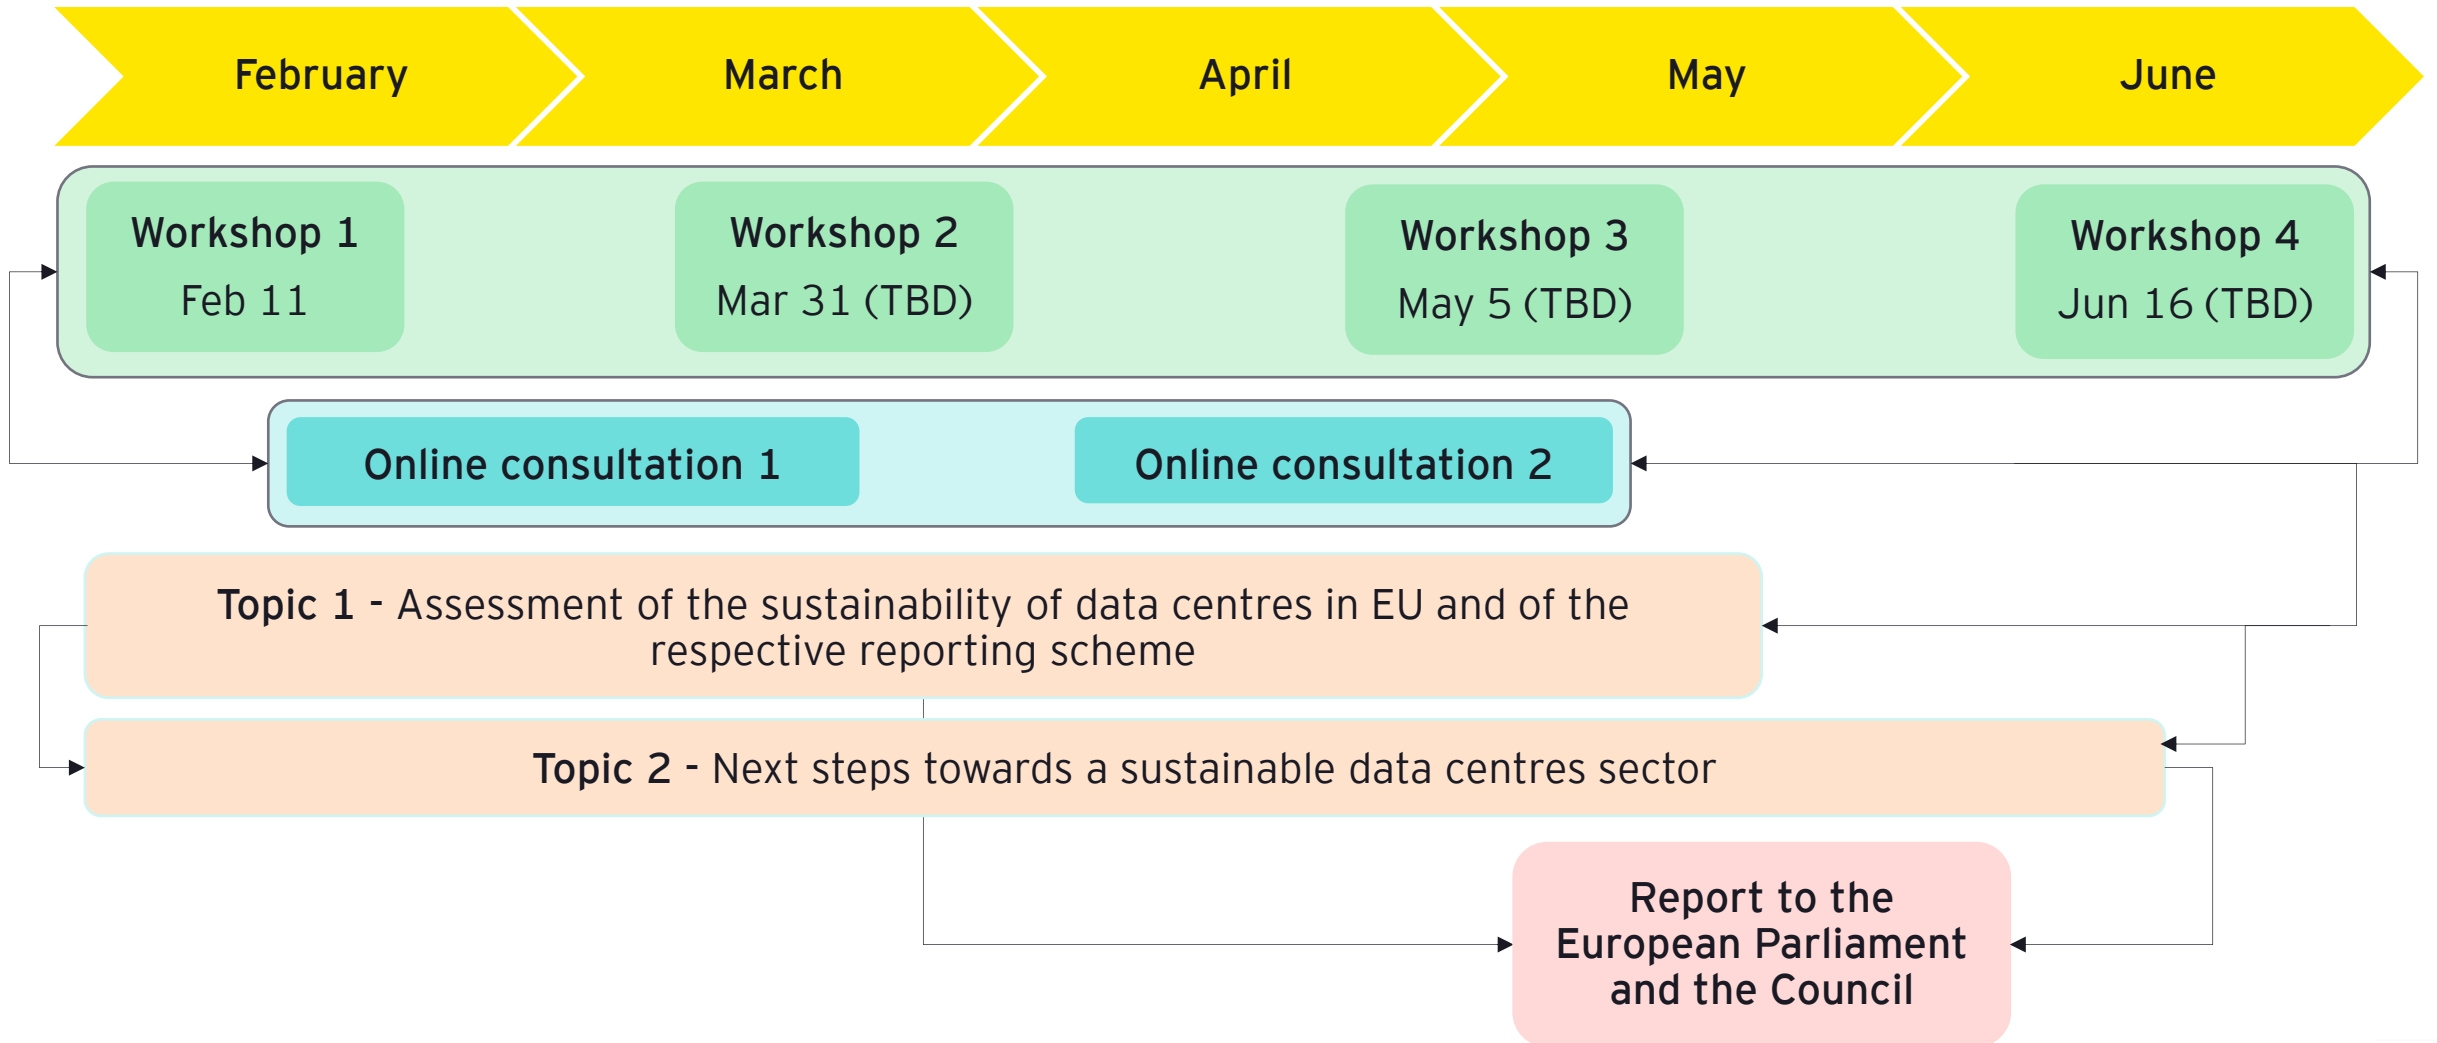 February
March
April
May
June
Workshop 1
Feb 11
Workshop 2
Mar 31 (TBD)
Workshop 3
May 5 (TBD)
Workshop 4
Jun 16 (TBD)
Online consultation 1
Online consultation 2
Topic 1 - Assessment of the sustainability of data centres in EU and of the
respective reporting scheme
Topic 2 - Next steps towards a sustainable data centres sector
Report to the
European Parliament
and the Council